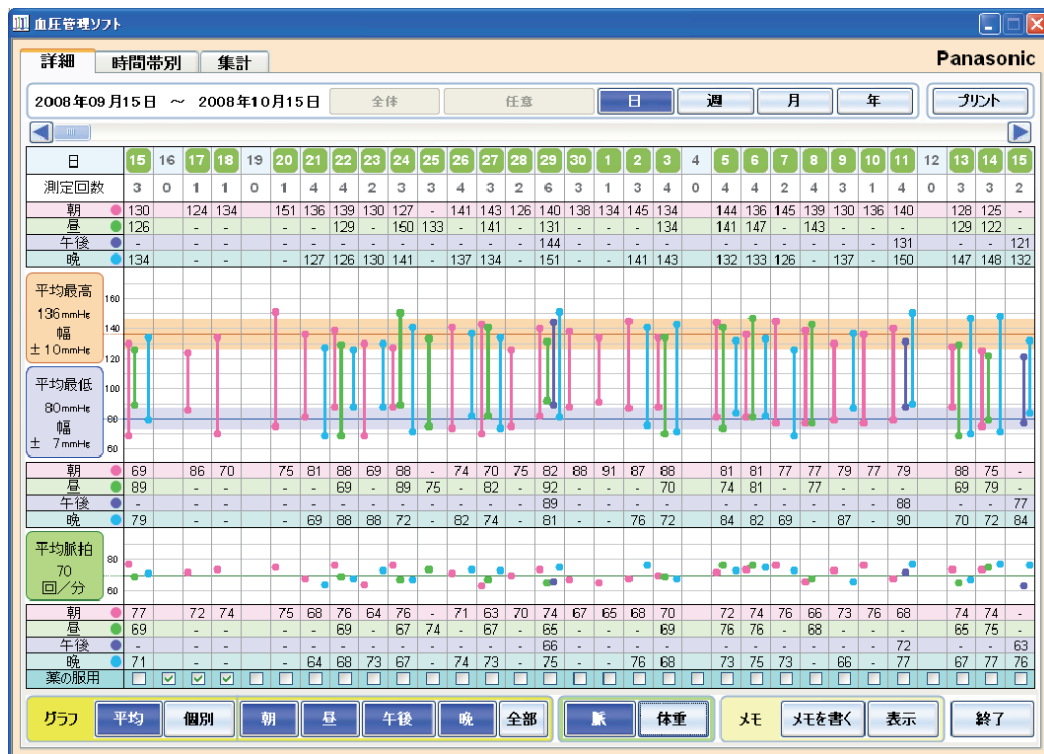 血圧管理ソフト
詳細 時間帯別 集計 Panasonic
2008年09月15日 ～ 2008年10月15日 全体 任意 日 週 月 年 プリント
日 15 16 17 18 19 20 21 22 23 24 25 26 27 28 29 30 1 2 3 4 5 6 7 8 9 10 11 12 13 14 15
測定回数 3 0 1 1 0 1 4 4 2 3 3 4 3 2 6 3 4 3 4 0 4 4 2 4 3 1 4 0 3 3 2
朝 130 124 134 151 136 139 130 127 - 141 143 126 140 138 134 145 134 144 136 145 139 130 136 140 128 125 -
昼 126 - - - - 129 - 150 133 - 141 - 131 - - - 134 141 147 - 143 - - - 129 122 -
午後 - - - - - - - - - - - - 144 - - - - - - - - - - 131 - - 121
晩 134 - - - 127 126 130 141 - 137 134 - 151 - - 141 143 132 133 126 - 137 - 150 147 148 132
平均最高
136mmHg
幅
±10mmHg
160
140
120
100
80
60
平均最低
80mmHg
幅
± 7mmHg
朝 69 86 70 75 81 88 69 88 - 74 70 75 82 88 91 87 88 81 81 77 77 79 77 79 88 75 -
昼 89 - - - - 69 - 89 75 - 82 - 92 - - - 70 74 81 - 77 - - - 69 79 -
午後 - - - - - - - - - - - - 89 - - - - - - - - - - 88 - - 77
晩 79 - - - 69 88 88 72 - 82 74 - 81 - - 76 72 84 82 69 - 87 - 90 70 72 84
平均脈拍
70
回／分
80
60
朝 77 72 74 75 68 76 64 76 - 71 63 70 74 67 65 68 70 72 74 76 66 73 76 68 74 74 -
昼 69 - - - - 69 - 67 74 - 67 - 65 - - - 69 76 76 - 68 - - - 65 75 -
午後 - - - - - - - - - - - - 66 - - - - - - - - - - 72 - - 63
晩 71 - - - 64 68 73 67 - 74 73 - 75 - - 76 68 73 75 73 - 66 - 77 67 77 76
薬の服用
グラフ 平均 個別 朝 昼 午後 晩 全部 脈 体重 メモ メモを書く 表示 終了